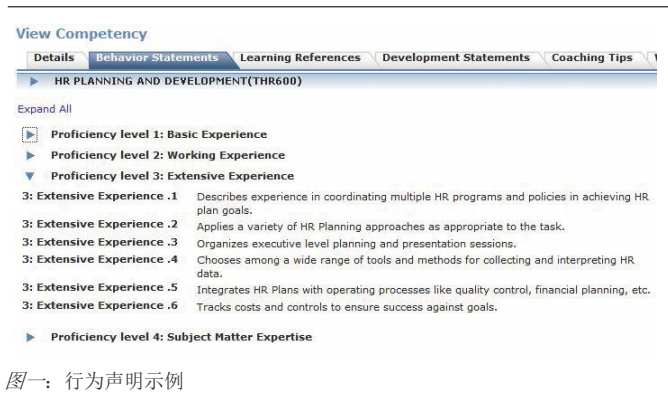 View Competency
Details Behavior Statements Learning References Development Statements Coaching Tips
HR PLANNING AND DEVELOPMENT(THR600)
Expand All
Proficiency level 1: Basic Experience
Proficiency level 2: Working Experience
Proficiency level 3: Extensive Experience
3: Extensive Experience .1 Describes experience in coordinating multiple HR programs and policies in achieving HR
plan goals.
3: Extensive Experience .2 Applies a variety of HR Planning approaches as appropriate to the task.
3: Extensive Experience .3 Organizes executive level planning and presentation sessions.
3: Extensive Experience .4 Chooses among a wide range of tools and methods for collecting and interpreting HR
data.
3: Extensive Experience .5 Integrates HR Plans with operating processes like quality control, financial planning, etc.
3: Extensive Experience .6 Tracks costs and controls to ensure success against goals.
Proficiency level 4: Subject Matter Expertise
图一: 行为声明示例